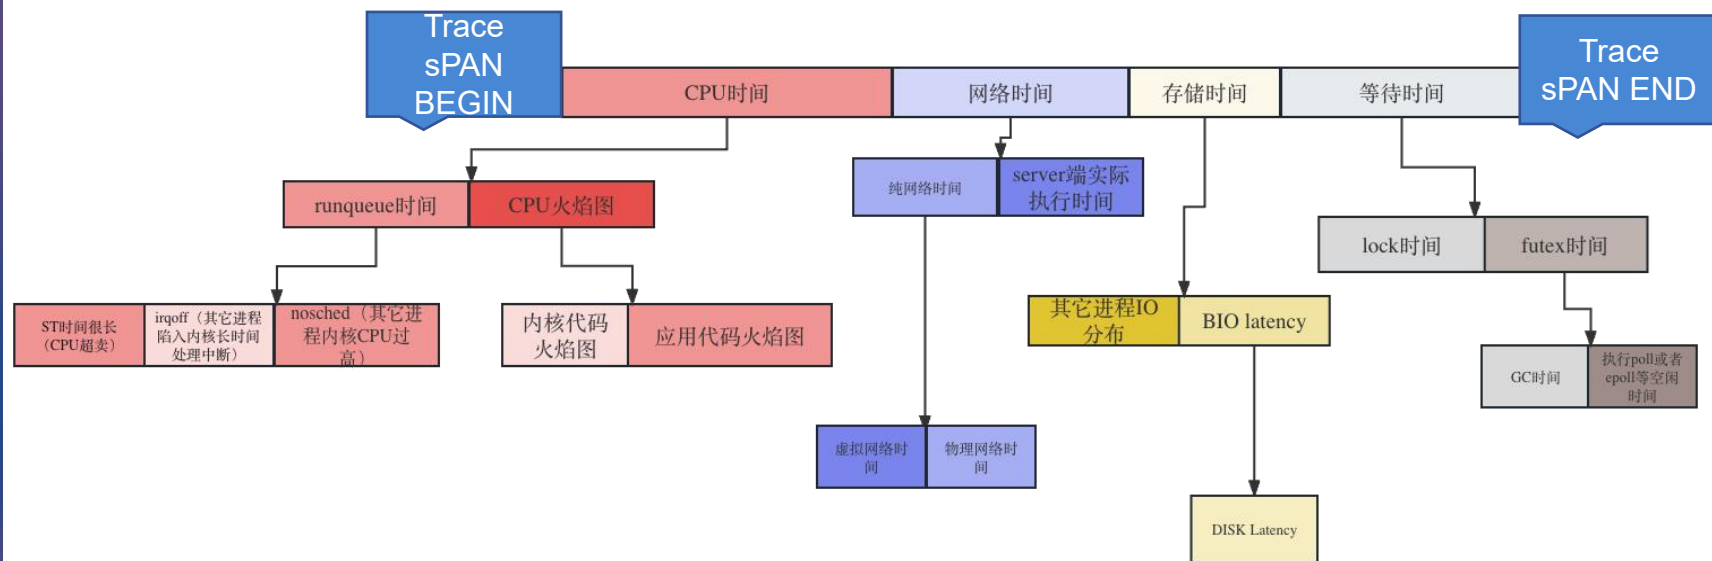 Trace
sPAN
BEGIN
CPU时间
网络时间
存储时间
等待时间
Trace
sPAN END
runqueue时间
CPU火焰图
纯网络时间
server端实际
执行时间
lock时间
futex时间
ST时间很长
（CPU超卖）
irqoff（其它进程
陷入内核长时间
处理中断）
nosched（其它进
程内核CPU过
高）
内核代码
火焰图
应用代码火焰图
其它进程IO
分布
BIO latency
GC时间
执行poll或者
epoll等空闲
时间
虚拟网络时
间
物理网络时
间
DISK Latency